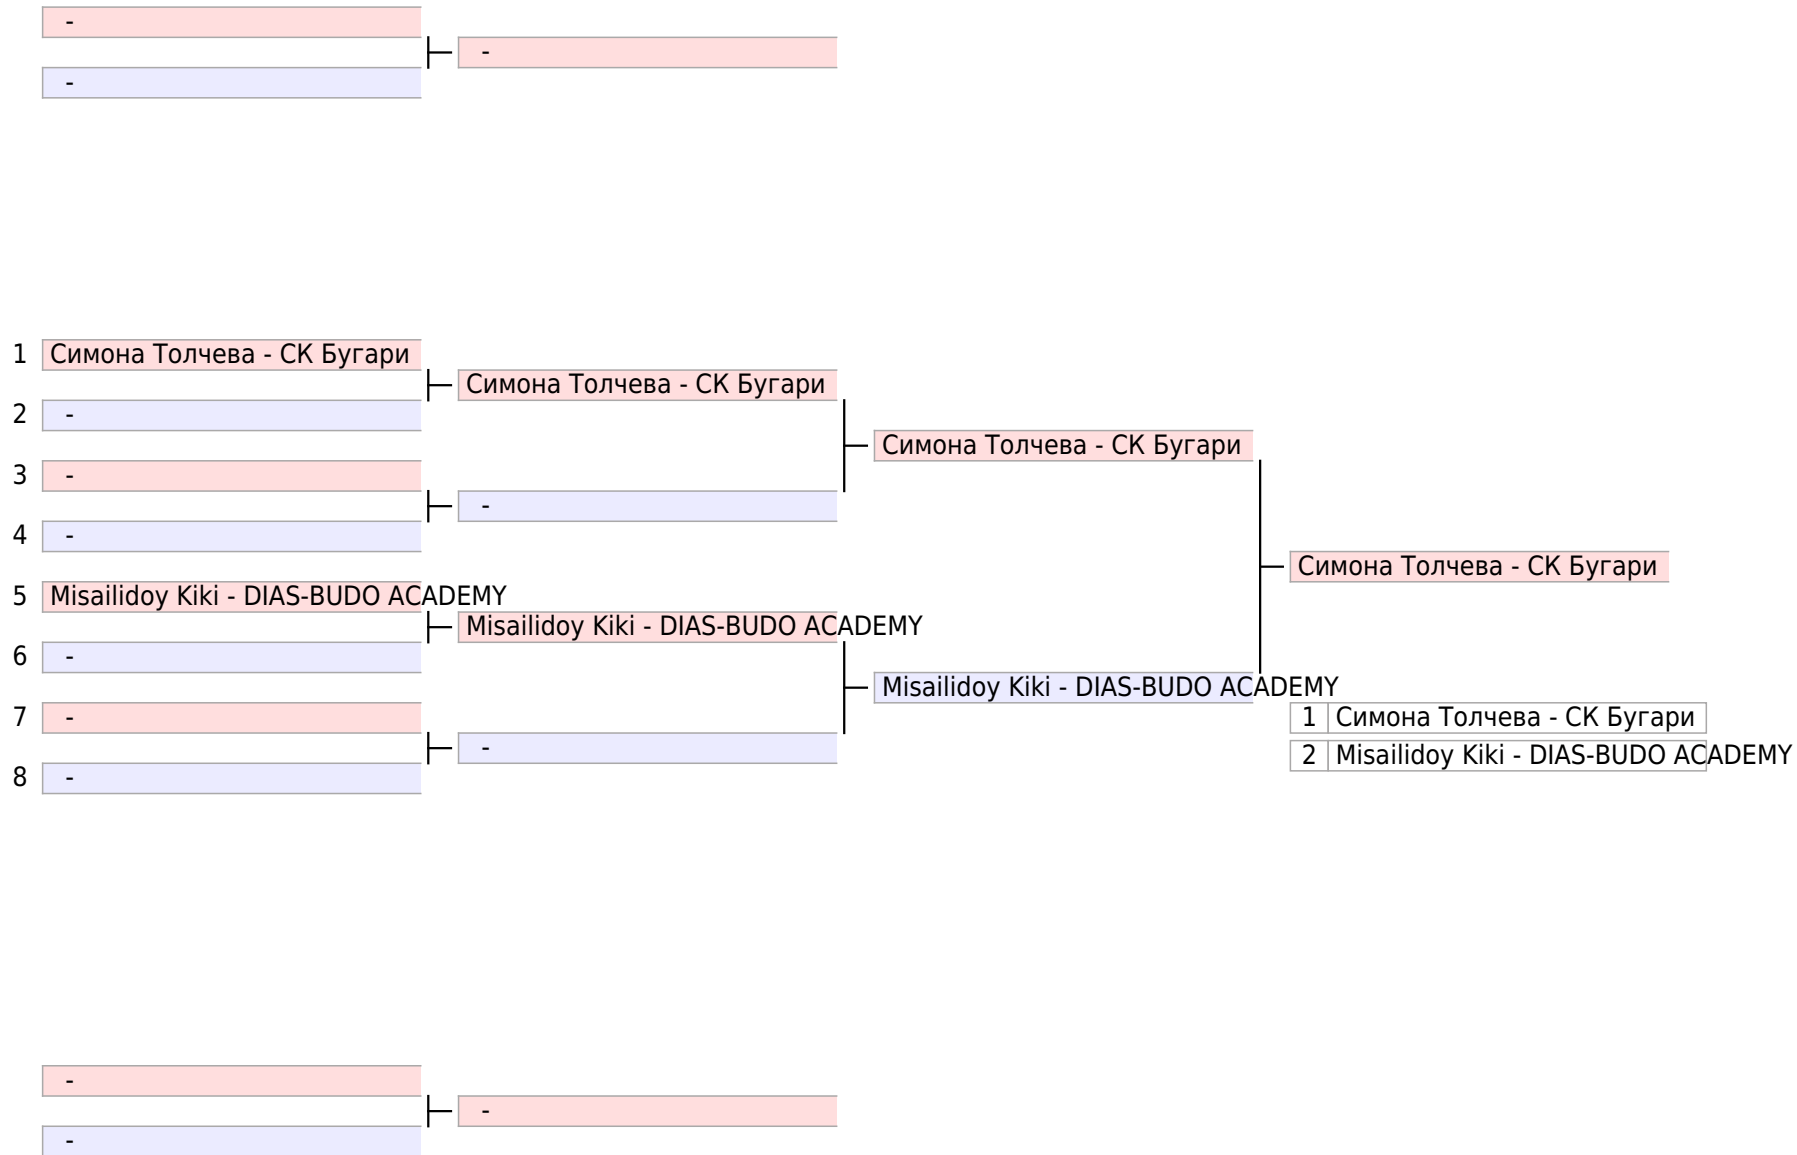 -
-
-
1 Симона Толчева - СК Бугари
Симона Толчева - СК Бугари
2 -
Симона Толчева - СК Бугари
3 -
-
4 -
Симона Толчева - СК Бугари
5 Misailidoy Kiki - DIAS-BUDO ACADEMY
Misailidoy Kiki - DIAS-BUDO ACADEMY
6 -
Misailidoy Kiki - DIAS-BUDO ACADEMY
7 -
1 Симона Толчева - СК Бугари
-
2 Misailidoy Kiki - DIAS-BUDO ACADEMY
8 -
-
-
-